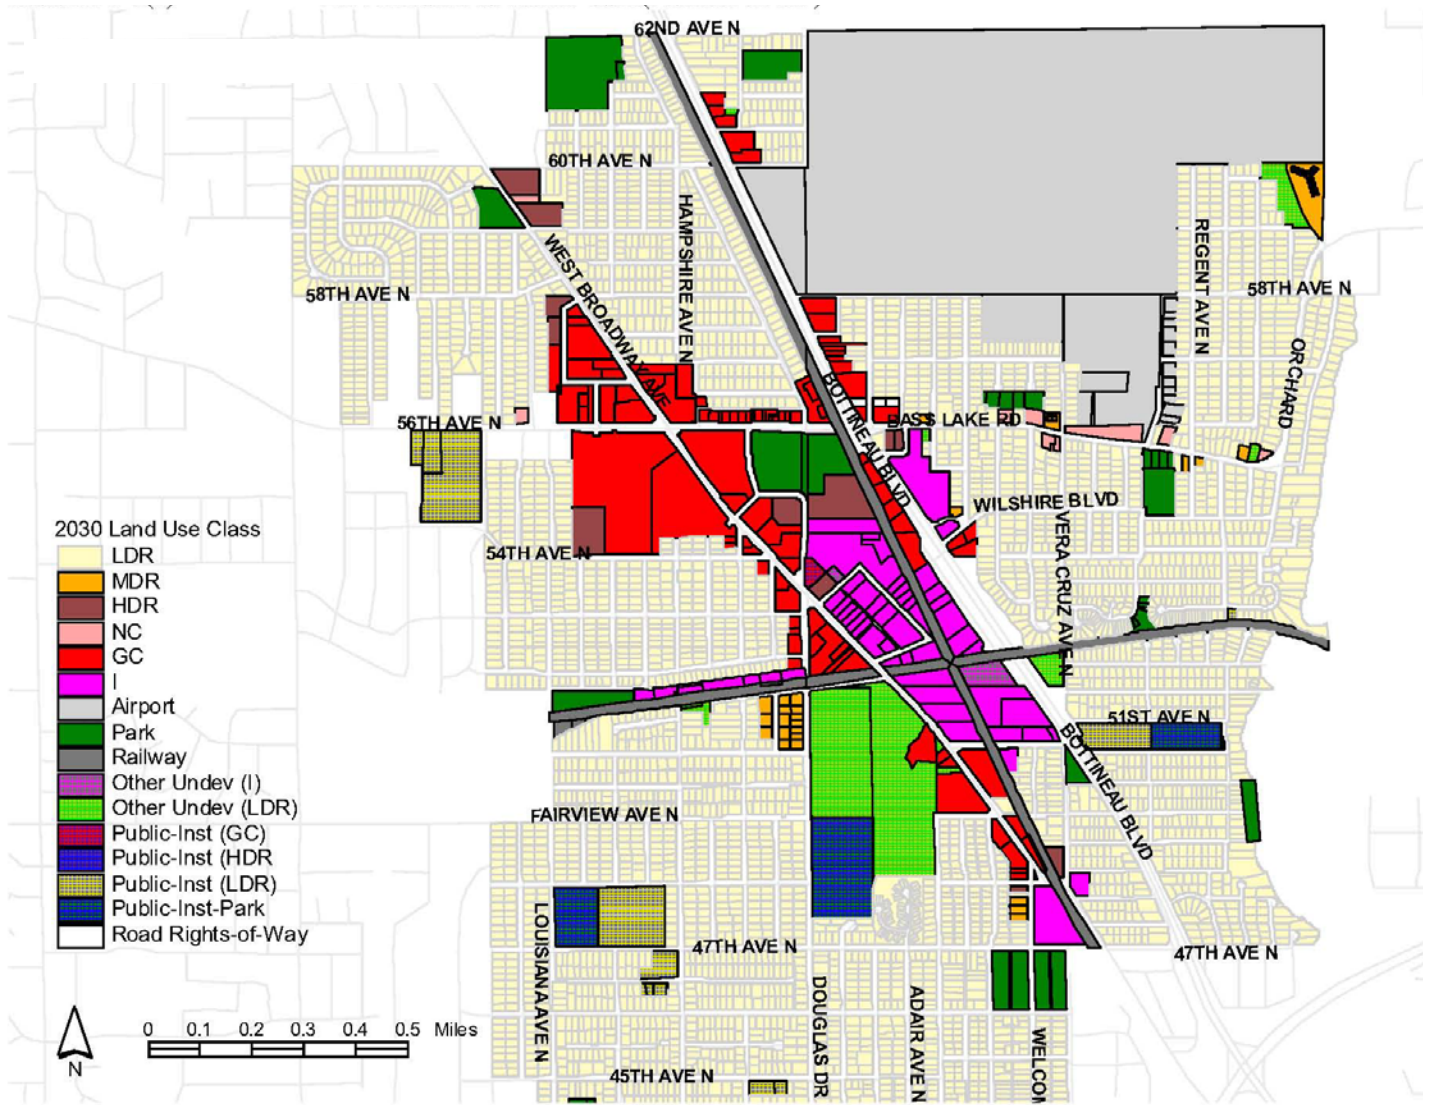 62ND AVE N
60TH AVE N
HAMPSHIRE AVE N
REGENT AVE N
WEST BROADWAY AVE
58TH AVE N
58TH AVE N
ORCHARD
BOTTINEAU BLVD
56TH AVE N
BASS LAKE RD
WILSHIRE BLVD
VERA CRUZ AVE N
54TH AVE N
2030 Land Use Class
LDR
MDR
HDR
NC
GC
I
Airport
Park
Railway
Other Undev (I)
Other Undev (LDR)
Public-Inst (GC)
Public-Inst (HDR
Public-Inst (LDR)
Public-Inst-Park
Road Rights-of-Way
51ST AVE N
BOTTINEAU BLVD
FAIRVIEW AVE N
LOUISIANA AVE N
47TH AVE N
47TH AVE N
DOUGLAS DR
ADAIR AVE N
WELCOM
0 0.1 0.2 0.3 0.4 0.5 Miles
N
45TH AVE N